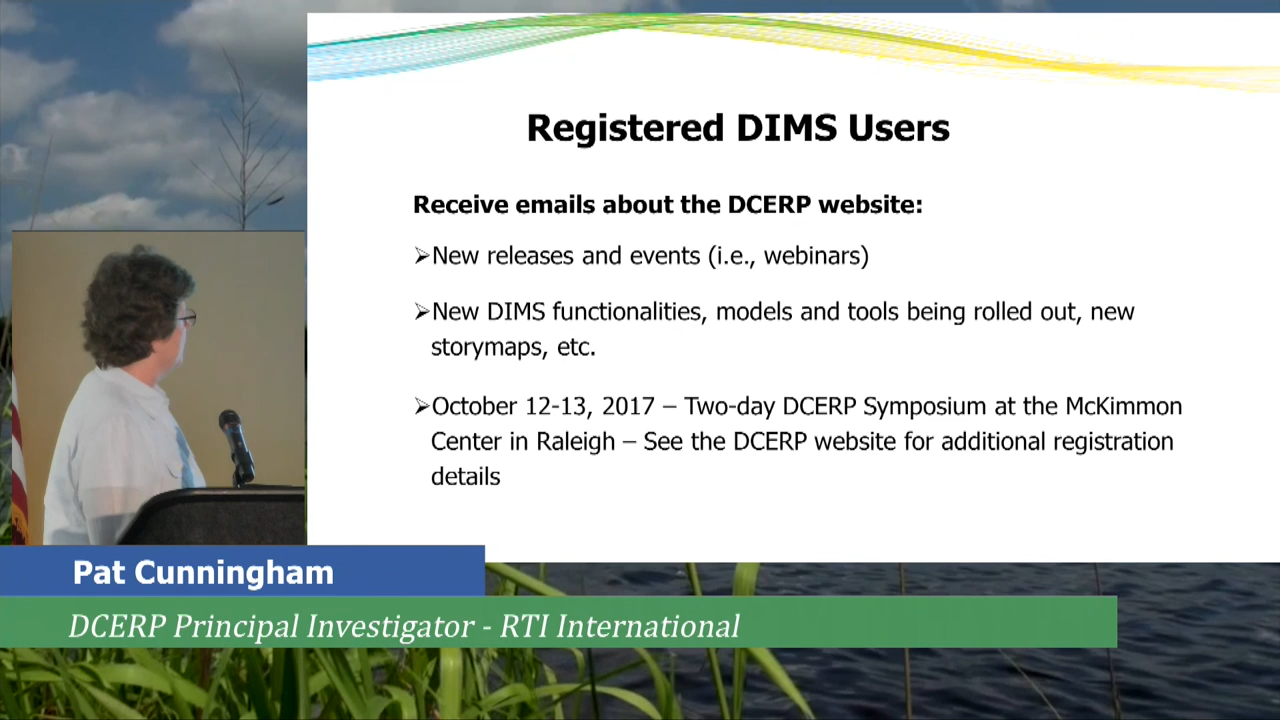 Registered DIMS Users
Receive emails about the DCERP website:
➢New releases and events (i.e., webinars)
➢New DIMS functionalities, models and tools being rolled out, new
storymaps, etc.
➢October 12-13, 2017 – Two-day DCERP Symposium at the McKimmon
Center in Raleigh – See the DCERP website for additional registration
details
Pat Cunningham
DCERP Principal Investigator - RTI International